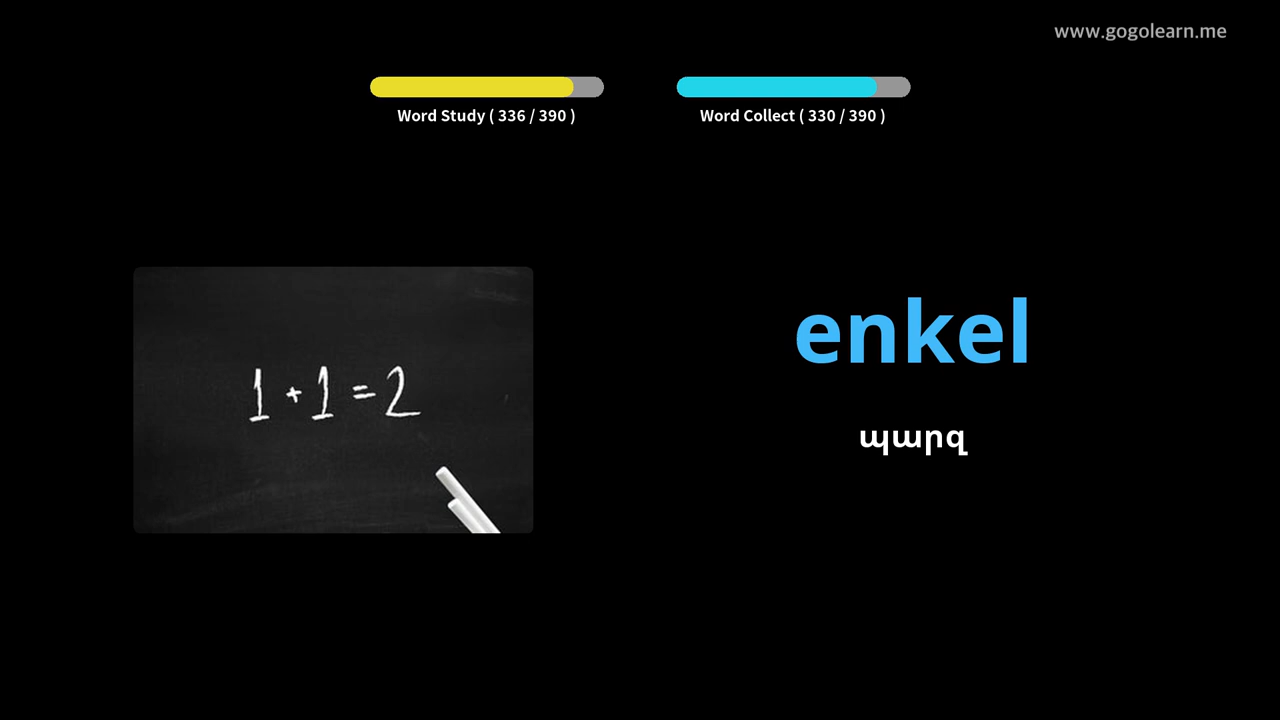 www.gogolearn.me
Word Study ( 336 / 390 )
Word Collect ( 330 / 390 )
1 + 1 = 2
enkel
պարզ